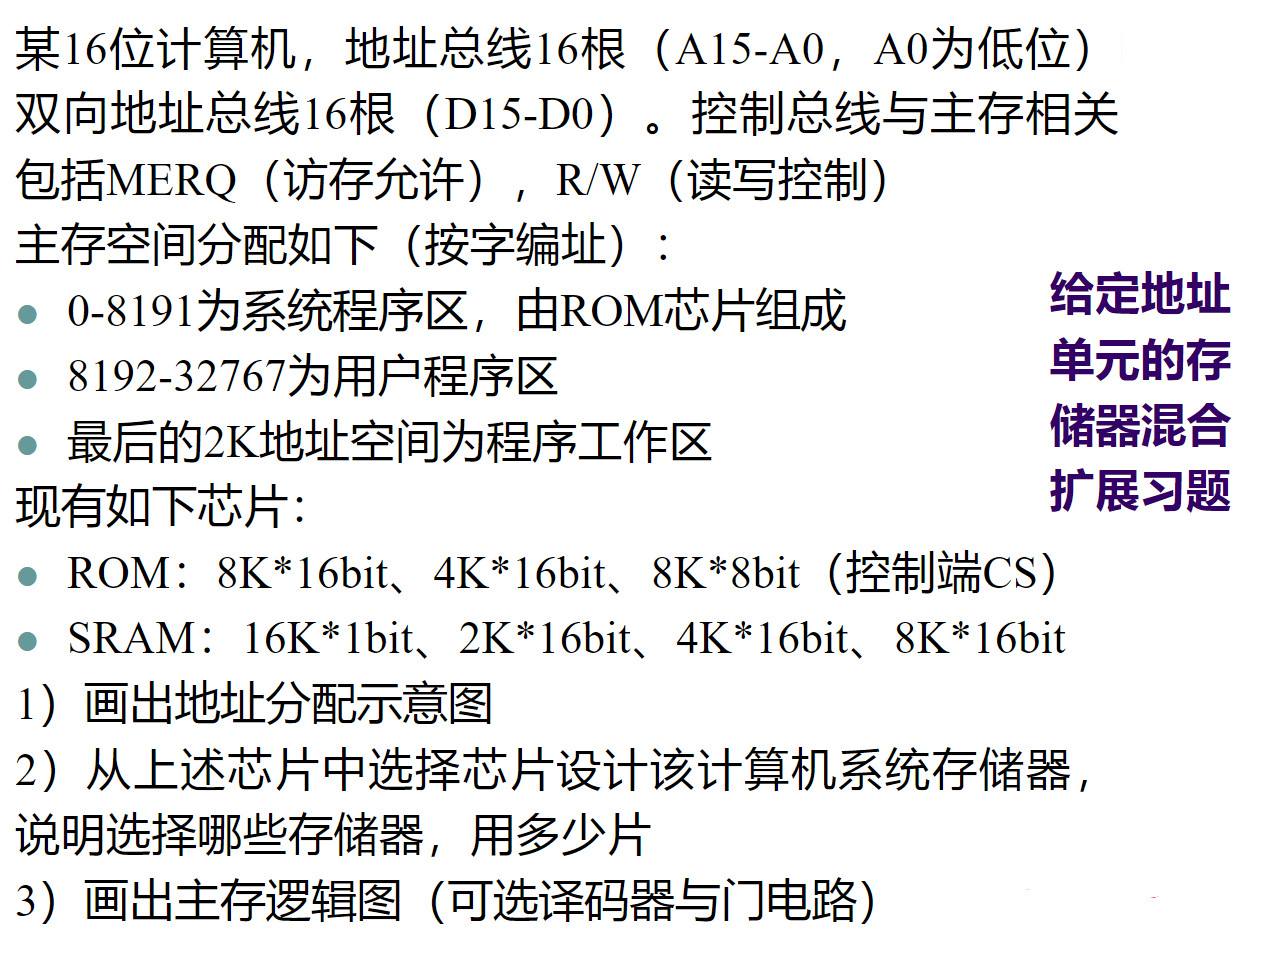 某16位计算机，地址总线16根（A15-A0，A0为低位）
双向地址总线16根（D15-D0）。控制总线与主存相关
包括MERQ（访存允许），R/W（读写控制）
主存空间分配如下（按字编址）：
● 0-8191为系统程序区，由ROM芯片组成
● 8192-32767为用户程序区
● 最后的2K地址空间为程序工作区
现有如下芯片：
● ROM：8K*16bit、4K*16bit、8K*8bit（控制端CS）
● SRAM：16K*1bit、2K*16bit、4K*16bit、8K*16bit
1）画出地址分配示意图
2）从上述芯片中选择芯片设计该计算机系统存储器，
说明选择哪些存储器，用多少片
3）画出主存逻辑图（可选译码器与门电路）
给定地址
单元的存
储器混合
扩展习题